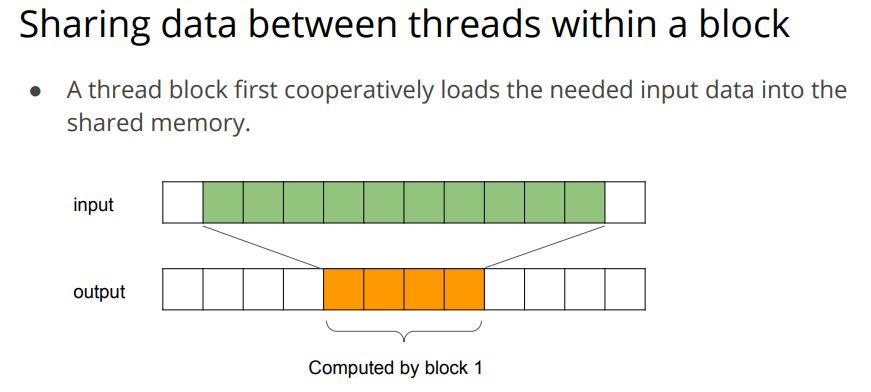 Sharing data between threads within a block
● A thread block first cooperatively loads the needed input data into the
shared memory.
input
output
Computed by block 1